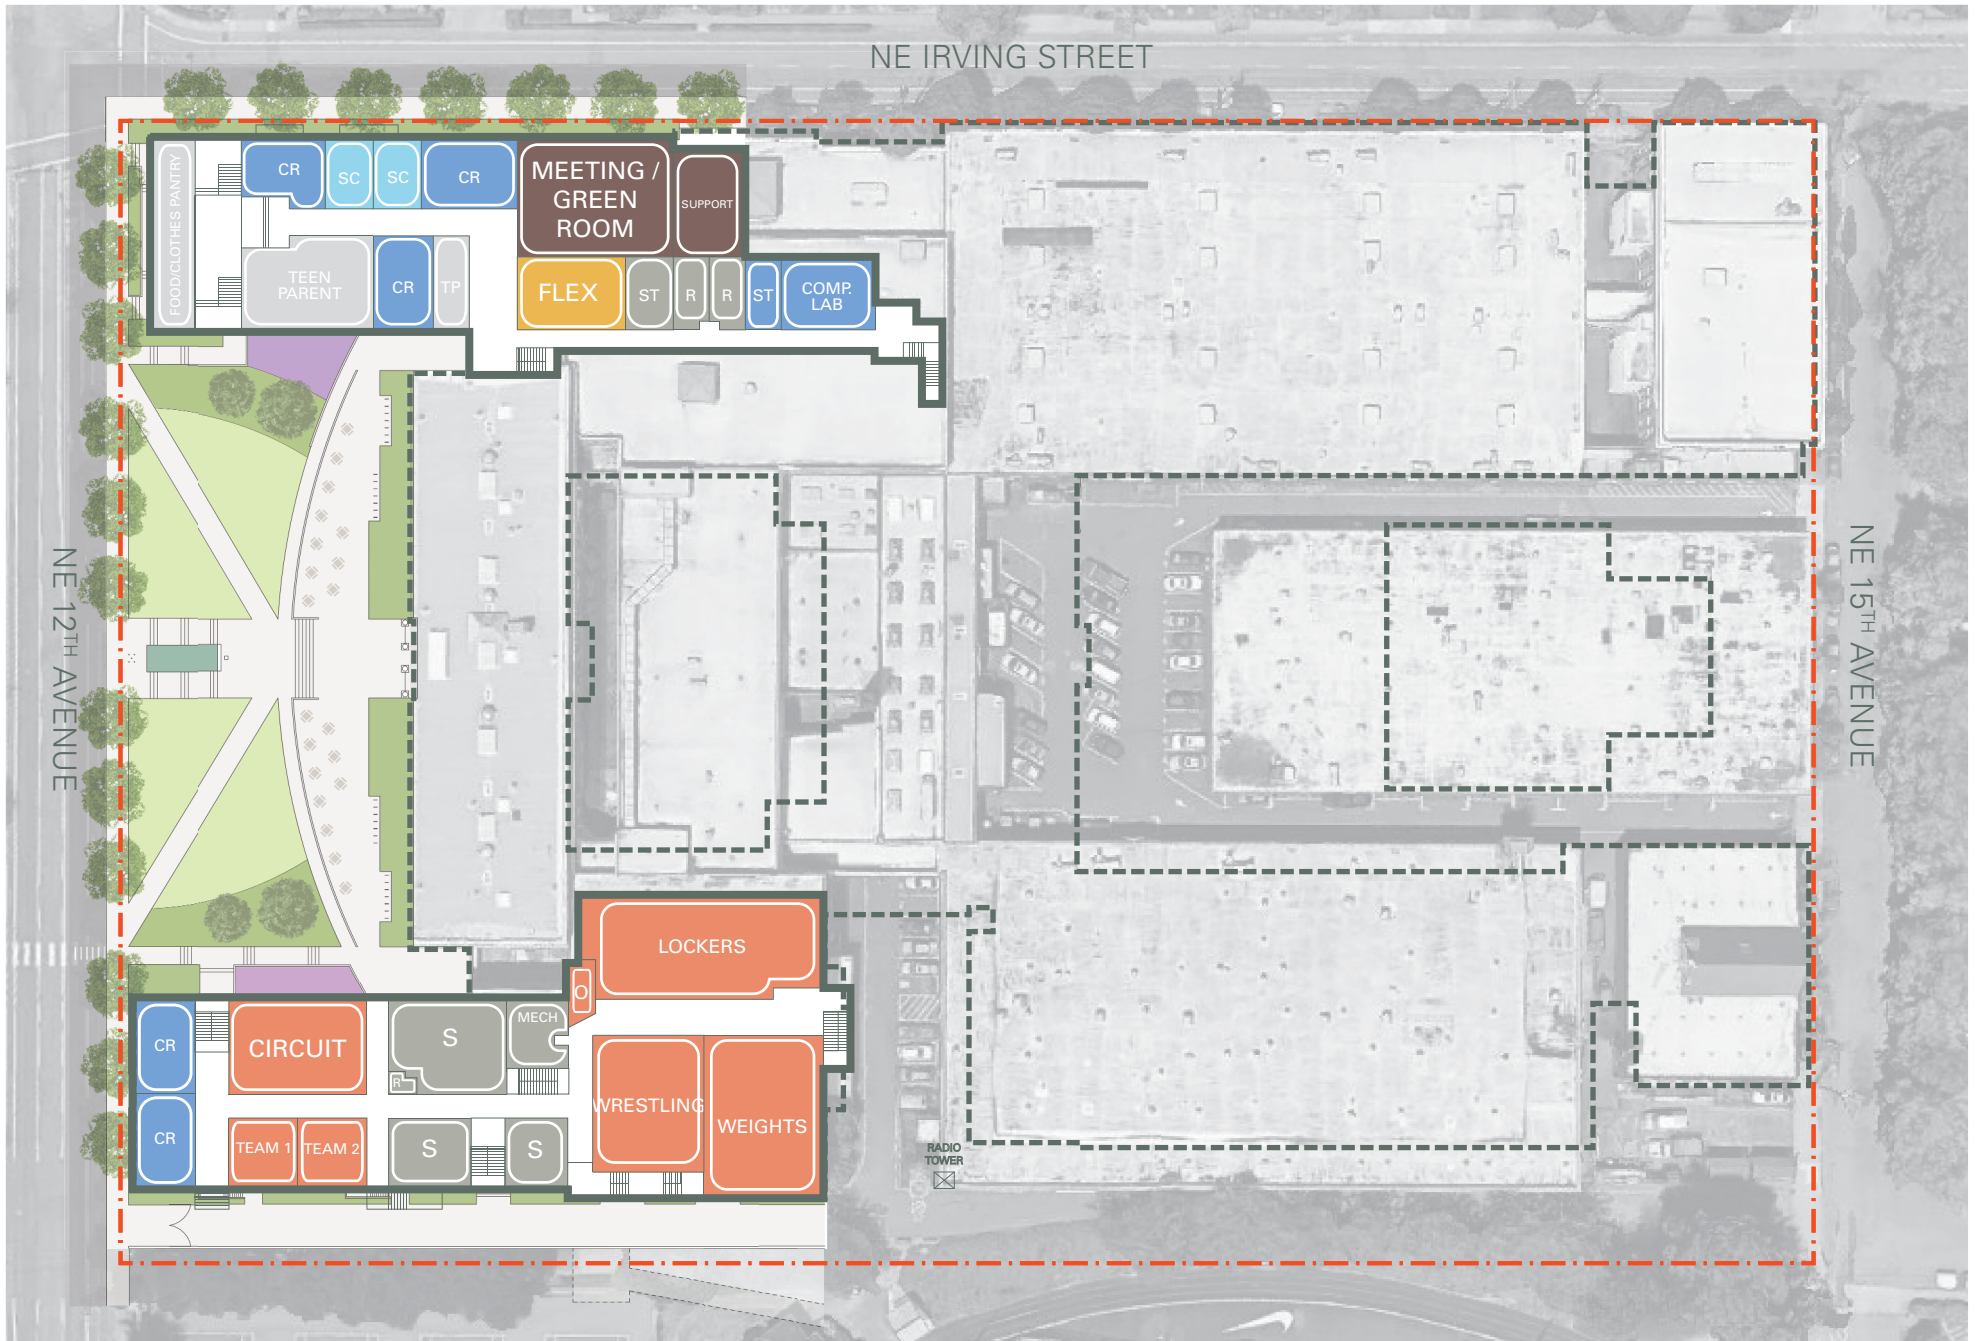 NE IRVING STREET
FOOD/CLOTHES PANTRY
CR
SC
SC
CR
MEETING /
GREEN
ROOM
SUPPORT
TEEN
PARENT
CR
TP
FLEX
ST
R
R
ST
COMP.
LAB
NE 12TH AVENUE
NE 15TH AVENUE
LOCKERS
O
CR
CIRCUIT
S
MECH
R
WRESTLING
WEIGHTS
CR
TEAM 1
TEAM 2
S
S
RADIO
TOWER